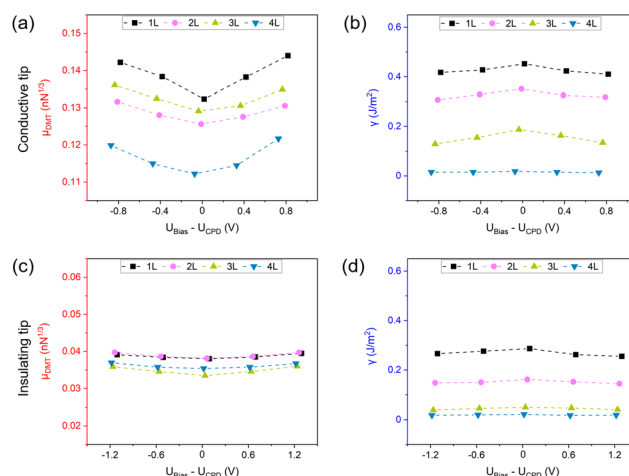 (a)
1L 2L 3L 4L
Conductive tip
μDMT (nN1/3)
0.15
0.14
0.13
0.12
0.11
-0.8 -0.4 0 0.4 0.8
UBias - UCPD (V)
(b)
1L 2L 3L 4L
γ (J/m2)
0.6
0.4
0.2
0
-0.8 -0.4 0 0.4 0.8
UBias - UCPD (V)
(c)
1L 2L 3L 4L
Insulating tip
μDMT (nN1/3)
0.06
0.05
0.04
0.03
0.02
-1.2 -0.6 0 0.6 1.2
UBias - UCPD (V)
(d)
1L 2L 3L 4L
γ (J/m2)
0.6
0.4
0.2
0
-1.2 -0.6 0 0.6 1.2
UBias - UCPD (V)